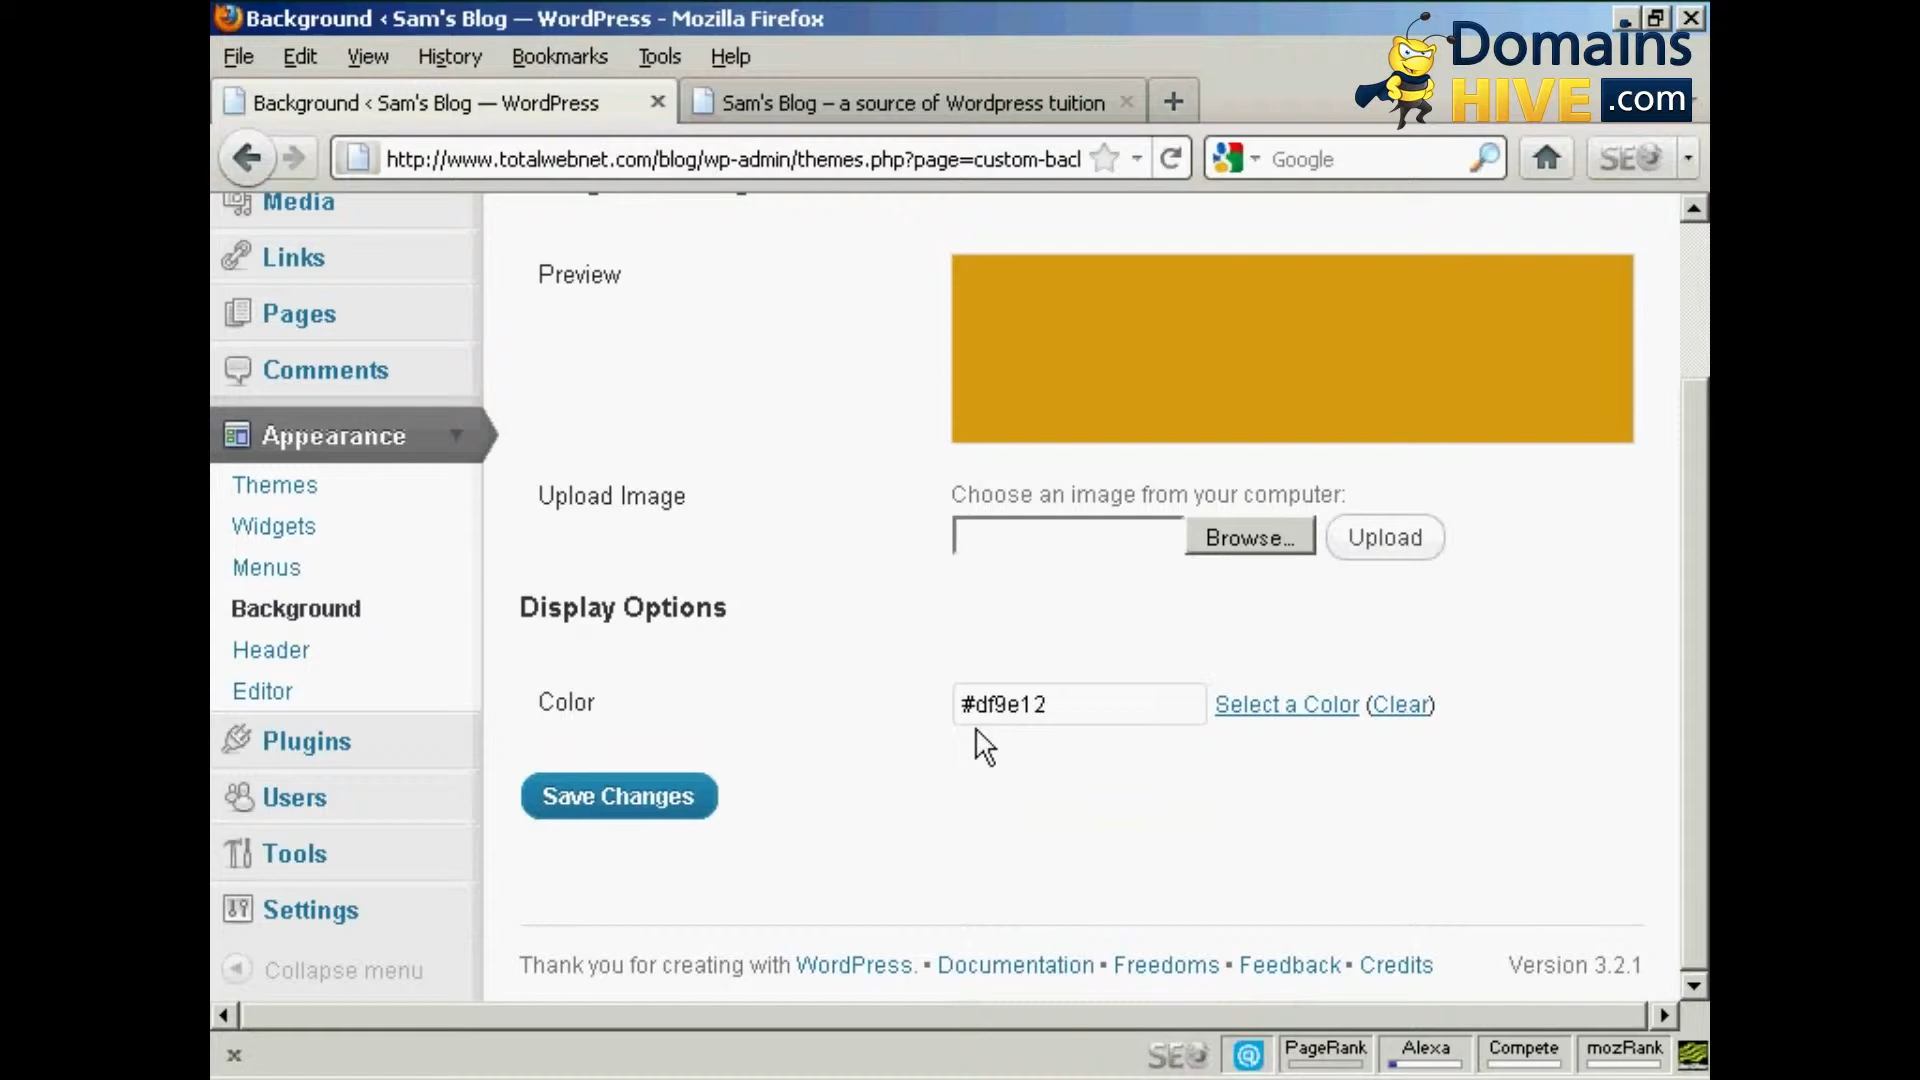 Background ‹ Sam's Blog — WordPress - Mozilla Firefox
File Edit View History Bookmarks Tools Help
Domains
HIVE .com
Background ‹ Sam's Blog — WordPress
Sam's Blog – a source of Wordpress tuition
http://www.totalwebnet.com/blog/wp-admin/themes.php?page=custom-bacl
Google
SEO
Media
Links
Pages
Comments
Appearance
Themes
Widgets
Menus
Background
Header
Editor
Plugins
Users
Tools
Settings
Collapse menu
Preview
Upload Image
Choose an image from your computer:
Browse... Upload
Display Options
Color
#df9e12 Select a Color (Clear)
Save Changes
Thank you for creating with WordPress. • Documentation • Freedoms • Feedback • Credits
Version 3.2.1
SEO PageRank Alexa Compete mozRank